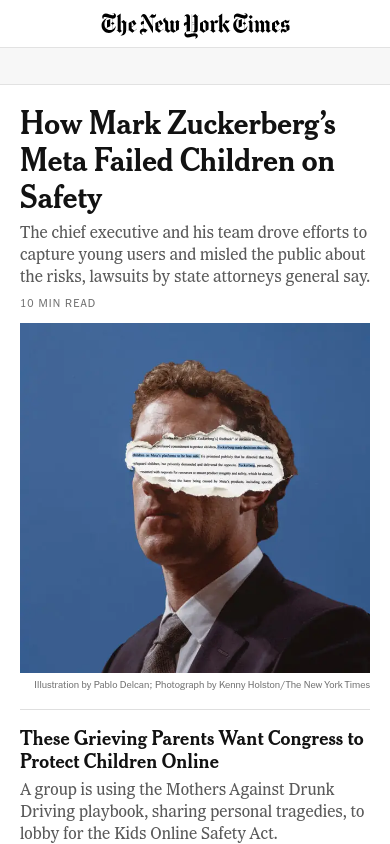 The New York Times
How Mark Zuckerberg's
Meta Failed Children on
Safety
The chief executive and his team drove efforts to
capture young users and misled the public about
the risks, lawsuits by state attorneys general say.
10 MIN READ
Illustration by Pablo Delcan; Photograph by Kenny Holston/The New York Times
These Grieving Parents Want Congress to
Protect Children Online
A group is using the Mothers Against Drunk
Driving playbook, sharing personal tragedies, to
lobby for the Kids Online Safety Act.